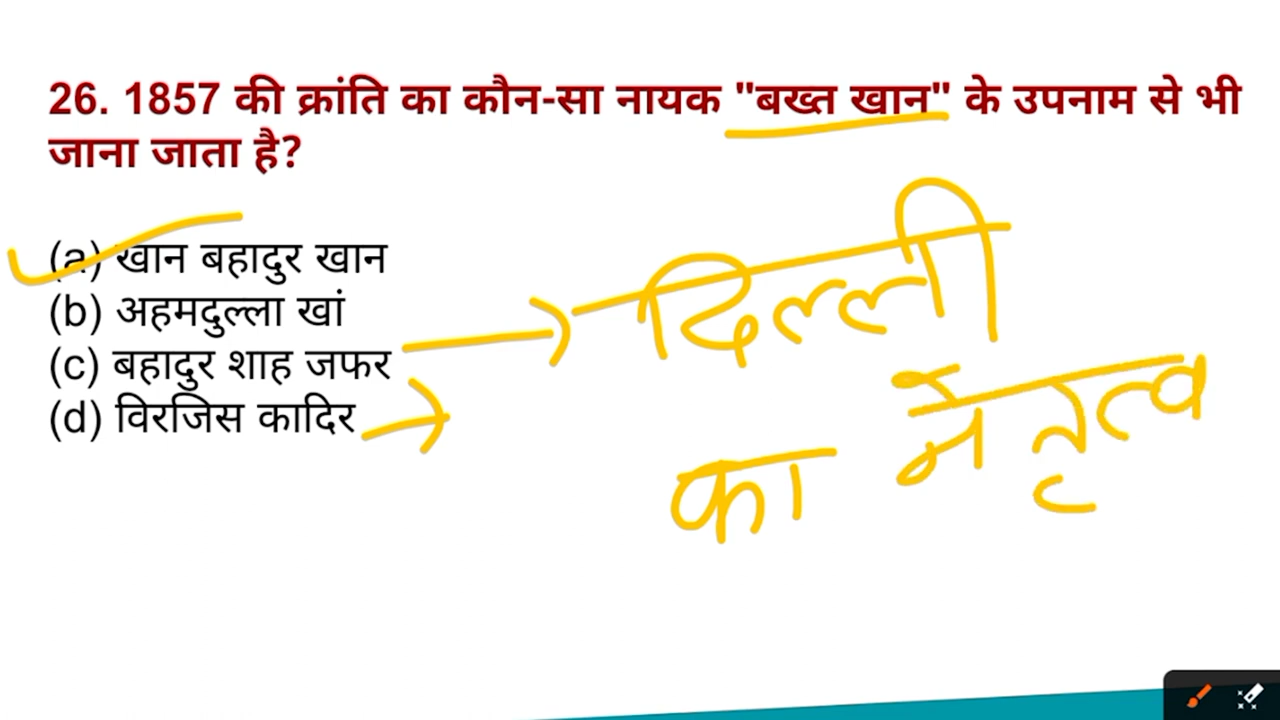 26. 1857 की क्रांति का कौन-सा नायक "बख्त खान" के उपनाम से भी
जाना जाता है?
(a) खान बहादुर खान
(b) अहमदुल्ला खां
(c) बहादुर शाह जफर
(d) विरजिस कादिर
दिल्ली
का नेतृत्व